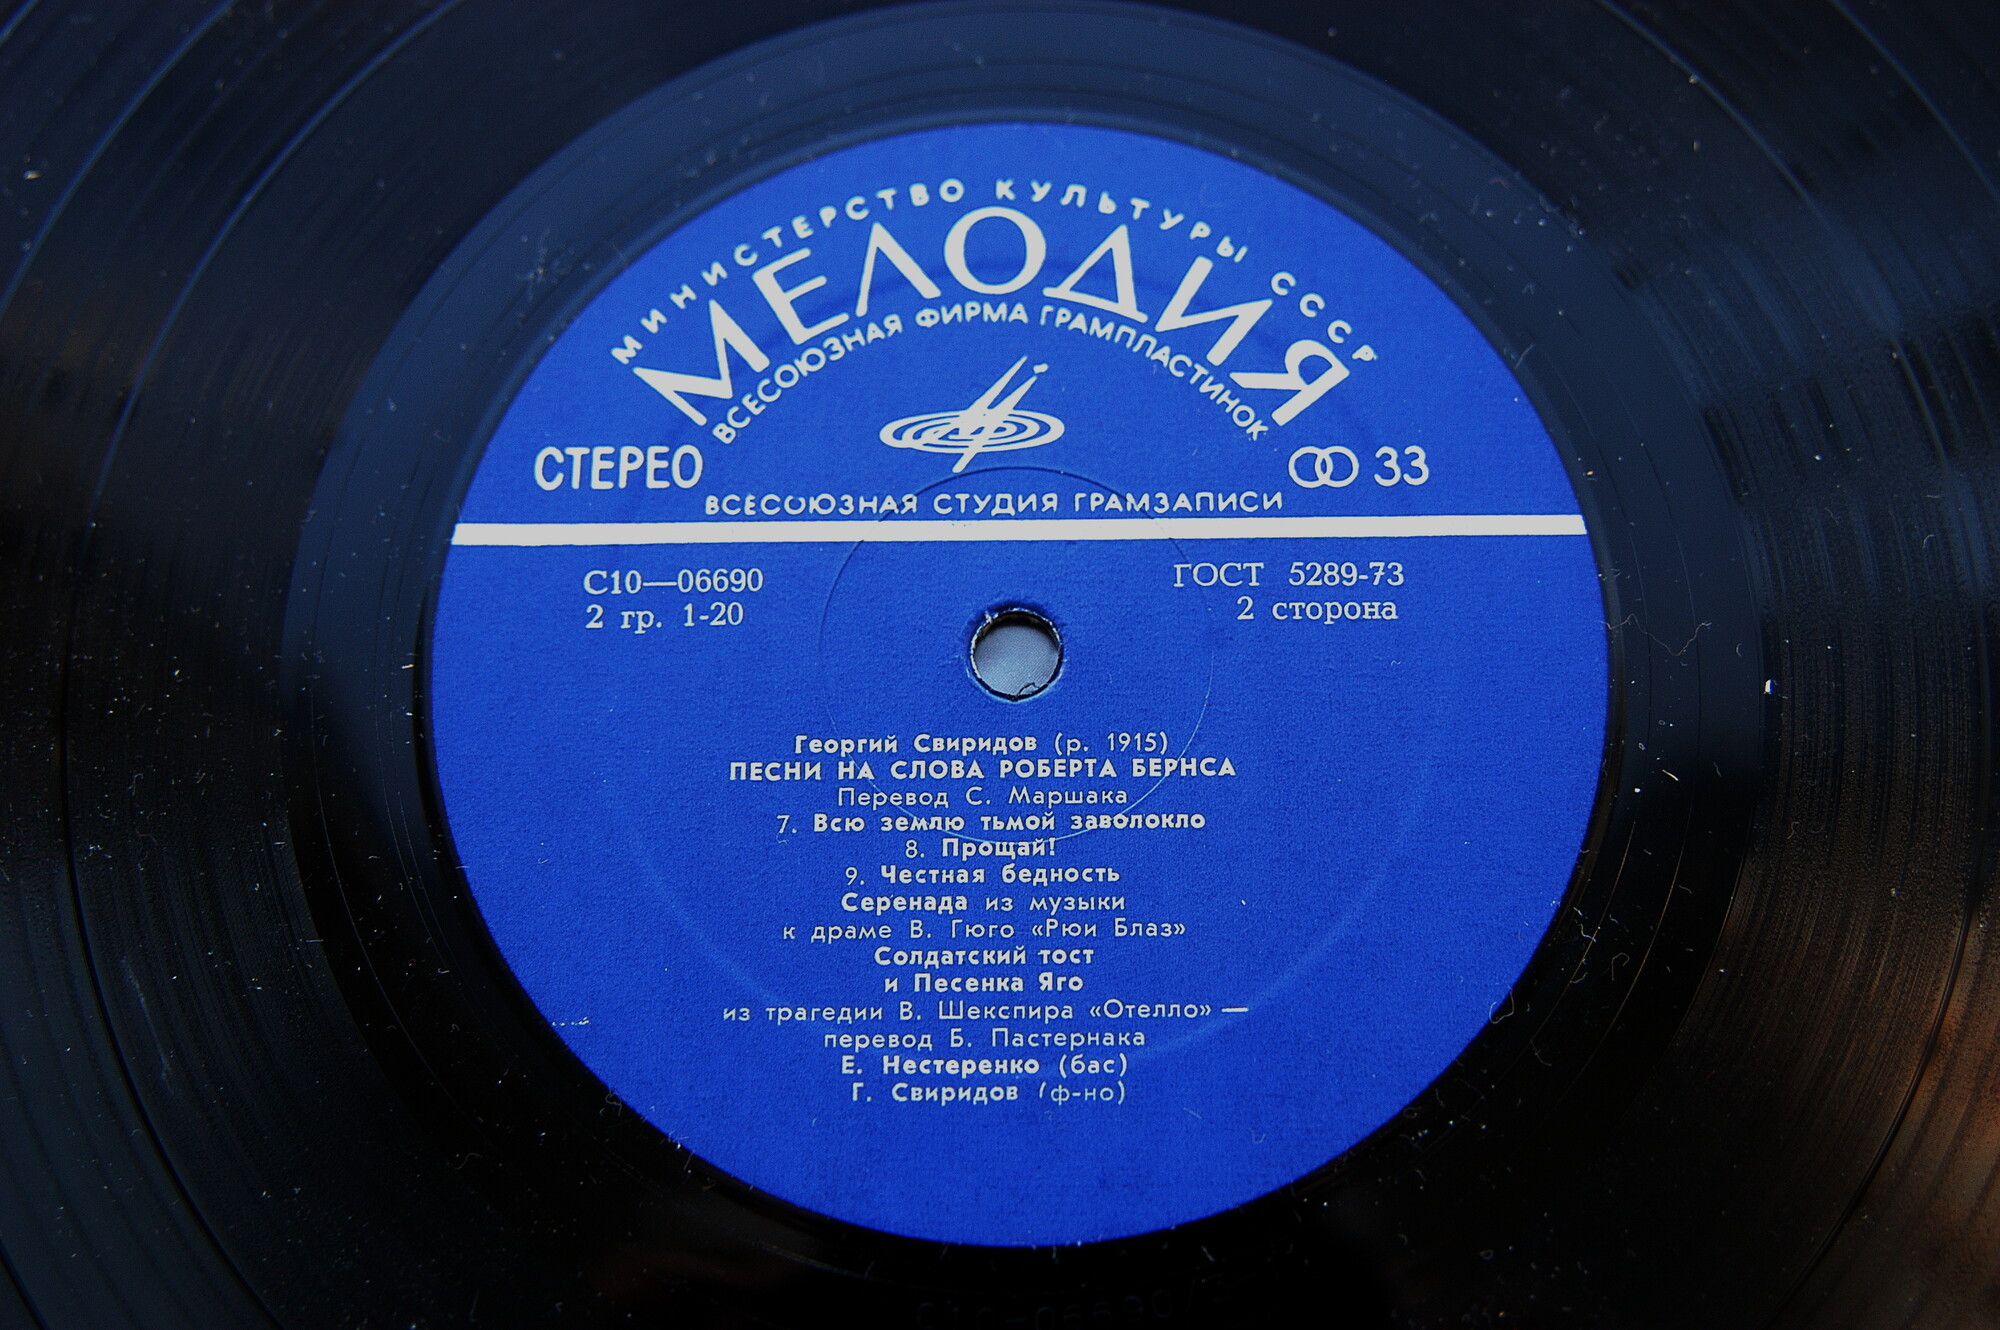 МИНИСТЕРСТВО КУЛЬТУРЫ СССР
МЕЛОДИЯ
ВСЕСОЮЗНАЯ ФИРМА ГРАМПЛАСТИНОК
СТЕРЕО
33
ВСЕСОЮЗНАЯ СТУДИЯ ГРАМЗАПИСИ
С10—06690
ГОСТ 5289-73
2 гр. 1-20
2 сторона
Георгий Свиридов (р. 1915)
ПЕСНИ НА СЛОВА РОБЕРТА БЕРНСА
Перевод С. Маршака
7. Всю землю тьмой заволокло
8. Прощай!
9. Честная бедность
Серенада из музыки
к драме В. Гюго «Рюи Блаз»
Солдатский тост
и Песенка Яго
из трагедии В. Шекспира «Отелло» —
перевод Б. Пастернака
Е. Нестеренко (бас)
Г. Свиридов (ф-но)